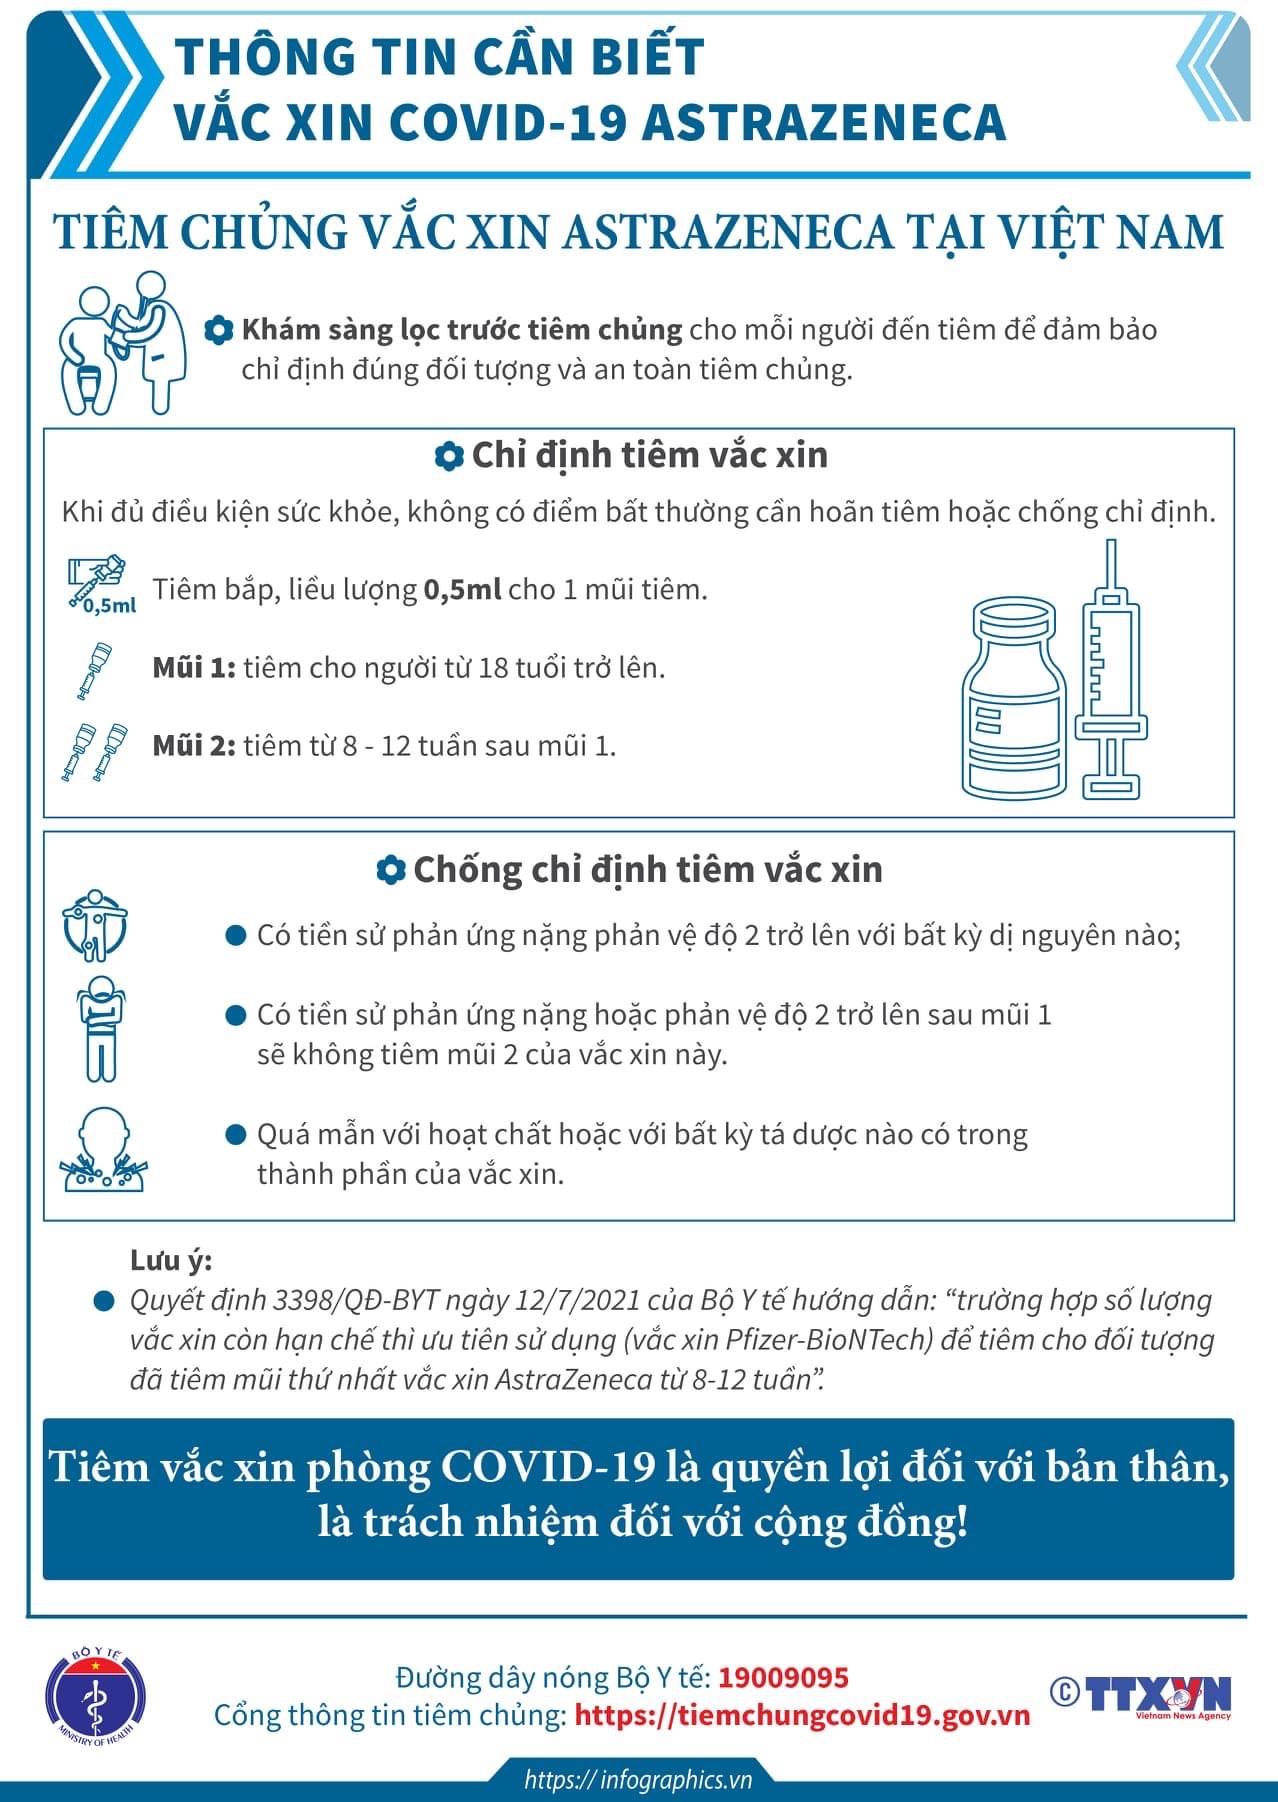 THÔNG TIN CẦN BIẾT
VẮC XIN COVID-19 ASTRAZENECA
TIÊM CHỦNG VẮC XIN ASTRAZENECA TẠI VIỆT NAM
Khám sàng lọc trước tiêm chủng cho mỗi người đến tiêm để đảm bảo
chỉ định đúng đối tượng và an toàn tiêm chủng.
Chỉ định tiêm vắc xin
Khi đủ điều kiện sức khỏe, không có điểm bất thường cần hoãn tiêm hoặc chống chỉ định.
0,5ml
Tiêm bắp, liều lượng 0,5ml cho 1 mũi tiêm.
Mũi 1: tiêm cho người từ 18 tuổi trở lên.
Mũi 2: tiêm từ 8 - 12 tuần sau mũi 1.
Chống chỉ định tiêm vắc xin
Có tiền sử phản ứng nặng phản vệ độ 2 trở lên với bất kỳ dị nguyên nào;
Có tiền sử phản ứng nặng hoặc phản vệ độ 2 trở lên sau mũi 1
sẽ không tiêm mũi 2 của vắc xin này.
Quá mẫn với hoạt chất hoặc với bất kỳ tá dược nào có trong
thành phần của vắc xin.
Lưu ý:
Quyết định 3398/QĐ-BYT ngày 12/7/2021 của Bộ Y tế hướng dẫn: “trường hợp số lượng
vắc xin còn hạn chế thì ưu tiên sử dụng (vắc xin Pfizer-BioNTech) để tiêm cho đối tượng
đã tiêm mũi thứ nhất vắc xin AstraZeneca từ 8-12 tuần”.
Tiêm vắc xin phòng COVID-19 là quyền lợi đối với bản thân,
là trách nhiệm đối với cộng đồng!
BỘ Y TẾ
MINISTRY OF HEALTH
Đường dây nóng Bộ Y tế: 19009095
Cổng thông tin tiêm chủng: https://tiemchungcovid19.gov.vn
© TTXVN
Vietnam News Agency
https:// infographics.vn